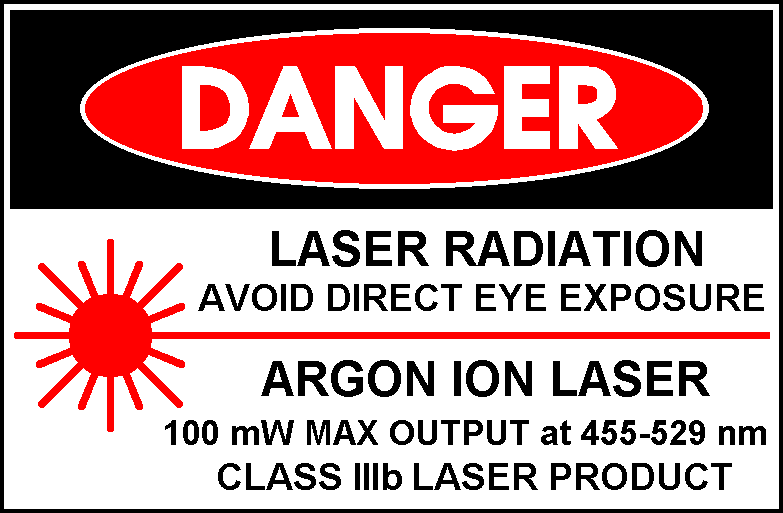 DANGER
LASER RADIATION
AVOID DIRECT EYE EXPOSURE
ARGON ION LASER
100 mW MAX OUTPUT at 455-529 nm
CLASS IIIb LASER PRODUCT